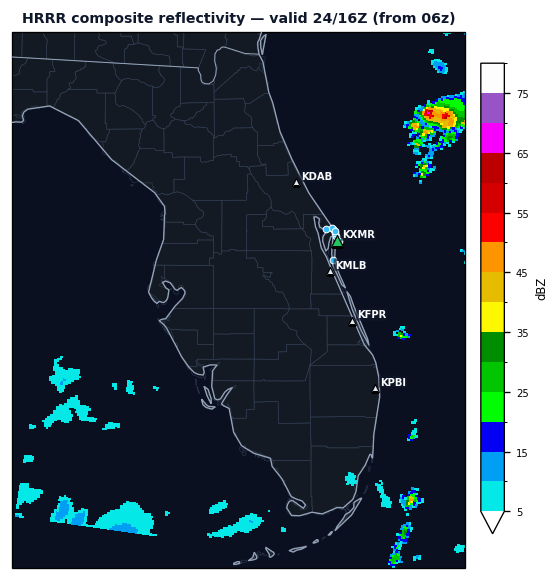 HRRR composite reflectivity — valid 24/16Z (from 06z)
KDAB
KXMR
KMLB
KFPR
KPBI
75
65
55
45
35
25
15
5
dBZ